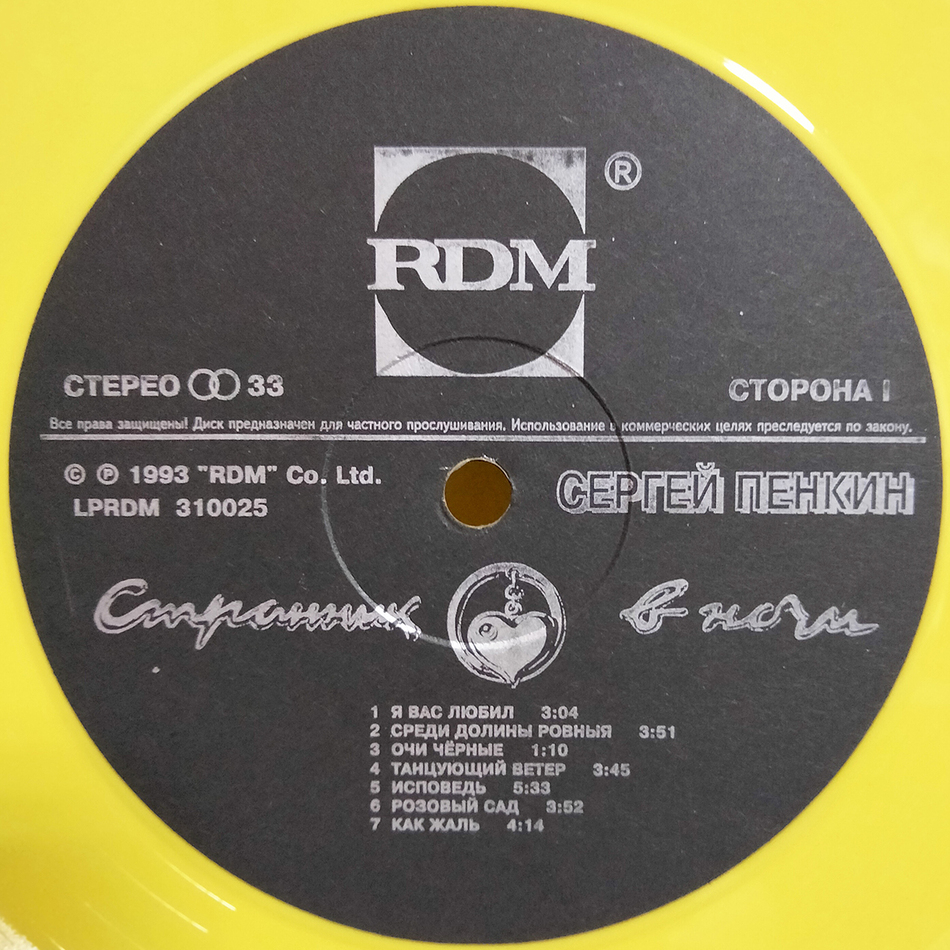 RDM ®
СТЕРЕО 33
СТОРОНА I
Все права защищены! Диск предназначен для частного прослушивания. Использование в коммерческих целях преследуется по закону.
© ℗ 1993 "RDM" Co. Ltd.
LPRDM 310025
СЕРГЕЙ ПЕНКИН
Странник в ночи
1 Я ВАС ЛЮБИЛ 3:04
2 СРЕДИ ДОЛИНЫ РОВНЫЯ 3:51
3 ОЧИ ЧЁРНЫЕ 1:10
4 ТАНЦУЮЩИЙ ВЕТЕР 3:45
5 ИСПОВЕДЬ 5:33
6 РОЗОВЫЙ САД 3:52
7 КАК ЖАЛЬ 4:14